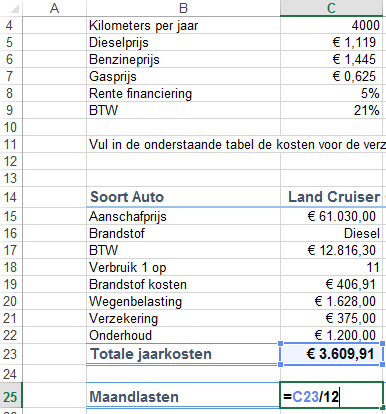 A B C
4 Kilometers per jaar 4000
5 Dieselprijs € 1,119
6 Benzineprijs € 1,445
7 Gasprijs € 0,625
8 Rente financiering 5%
9 BTW 21%
10
11 Vul in de onderstaande tabel de kosten voor de verz
12
13
14 Soort Auto Land Cruiser
15 Aanschafprijs € 61.030,00
16 Brandstof Diesel
17 BTW € 12.816,30
18 Verbruik 1 op 11
19 Brandstof kosten € 406,91
20 Wegenbelasting € 1.628,00
21 Verzekering € 375,00
22 Onderhoud € 1.200,00
23 Totale jaarkosten € 3.609,91
24
25 Maandlasten =C23/12